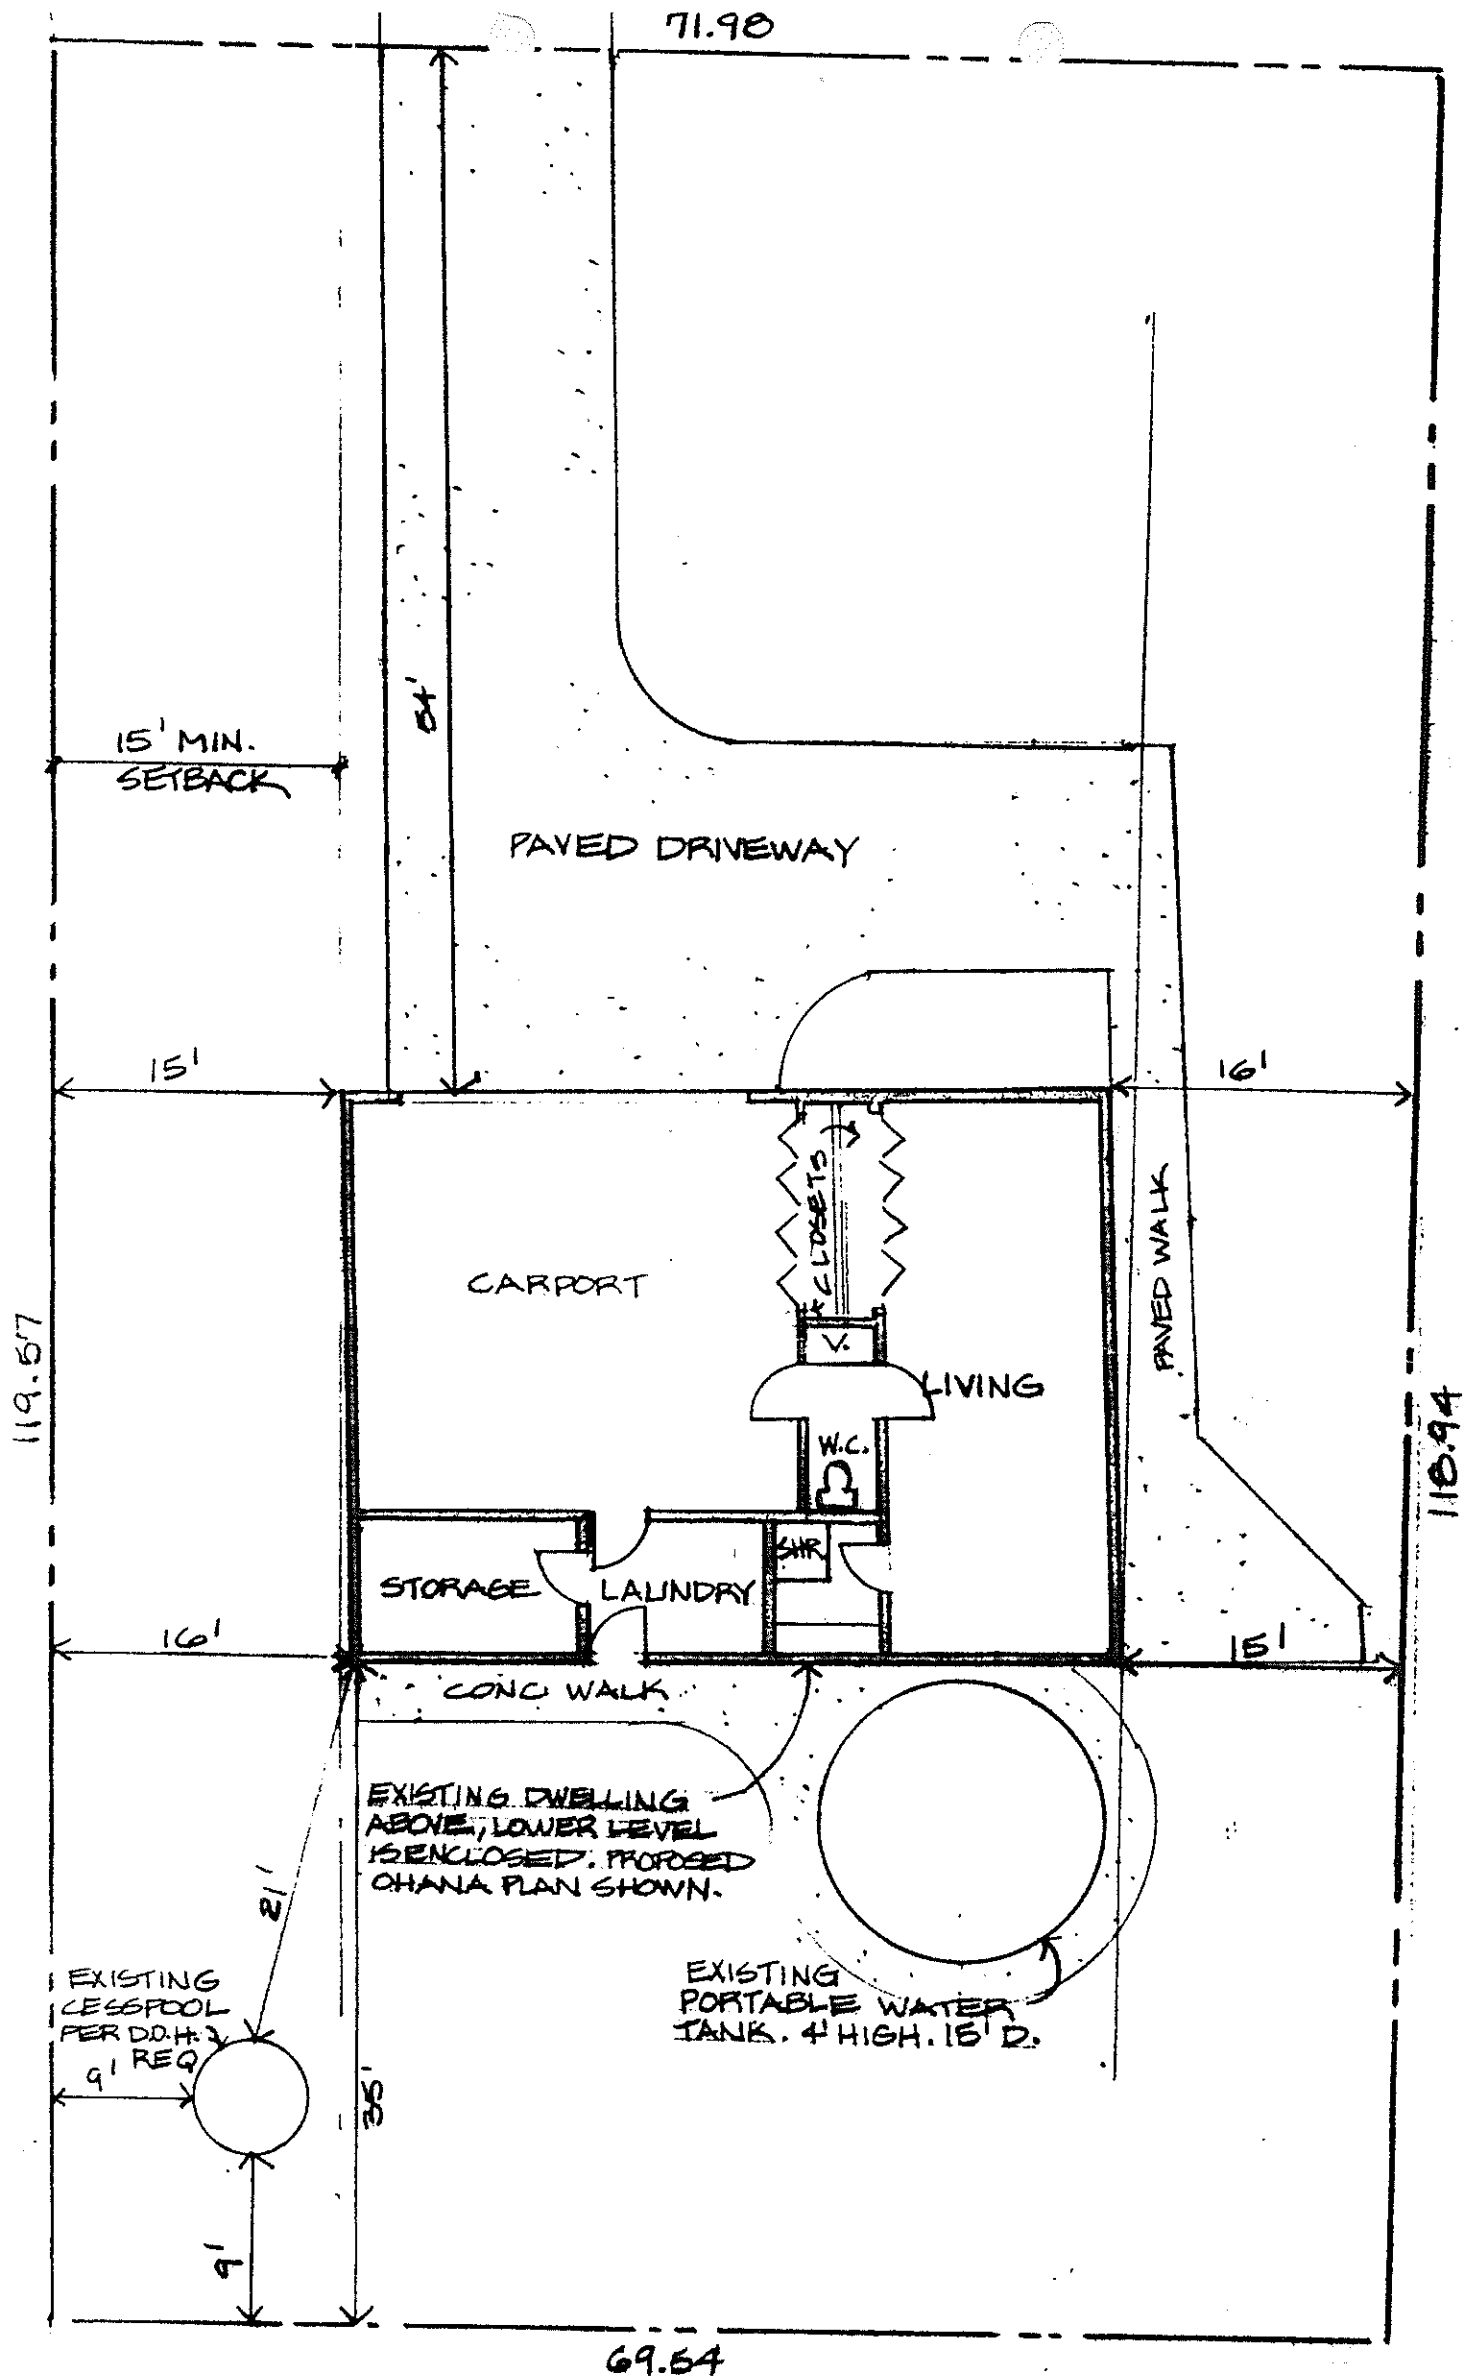 71.98
54'
15' MIN.
SETBACK
PAVED DRIVEWAY
15'
16'
* CLOSETS
CARPORT
PAVED WALK
V.
LIVING
119.57
118.94
W.C.
SHR
STORAGE
LAUNDRY
16'
15'
CONC WALK
EXISTING DWELLING
ABOVE, LOWER LEVEL
IS ENCLOSED. PROPOSED
OHANA PLAN SHOWN.
21'
EXISTING
CESSPOOL
PER D.O.H.
REQ
EXISTING
PORTABLE WATER
TANK. 4' HIGH. 15' D.
9'
35'
9'
69.54